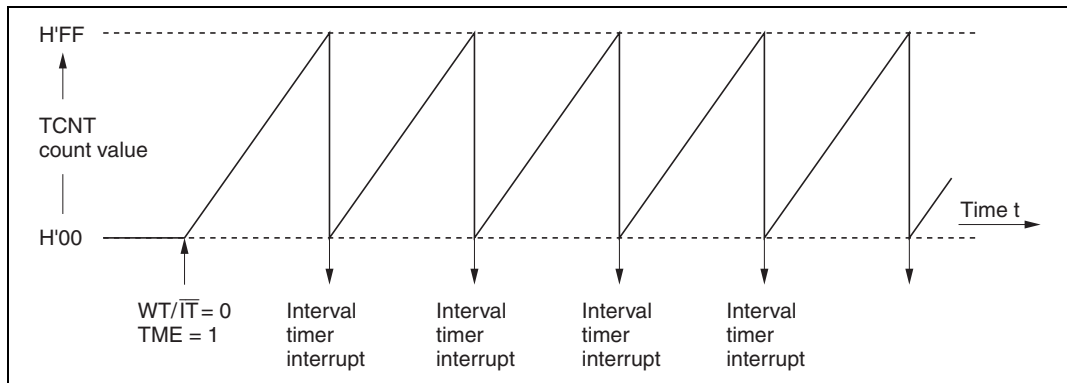 H'FF
TCNT
count value
H'00
Time t
WT/I̅T̅ = 0
TME = 1
Interval
timer
interrupt
Interval
timer
interrupt
Interval
timer
interrupt
Interval
timer
interrupt